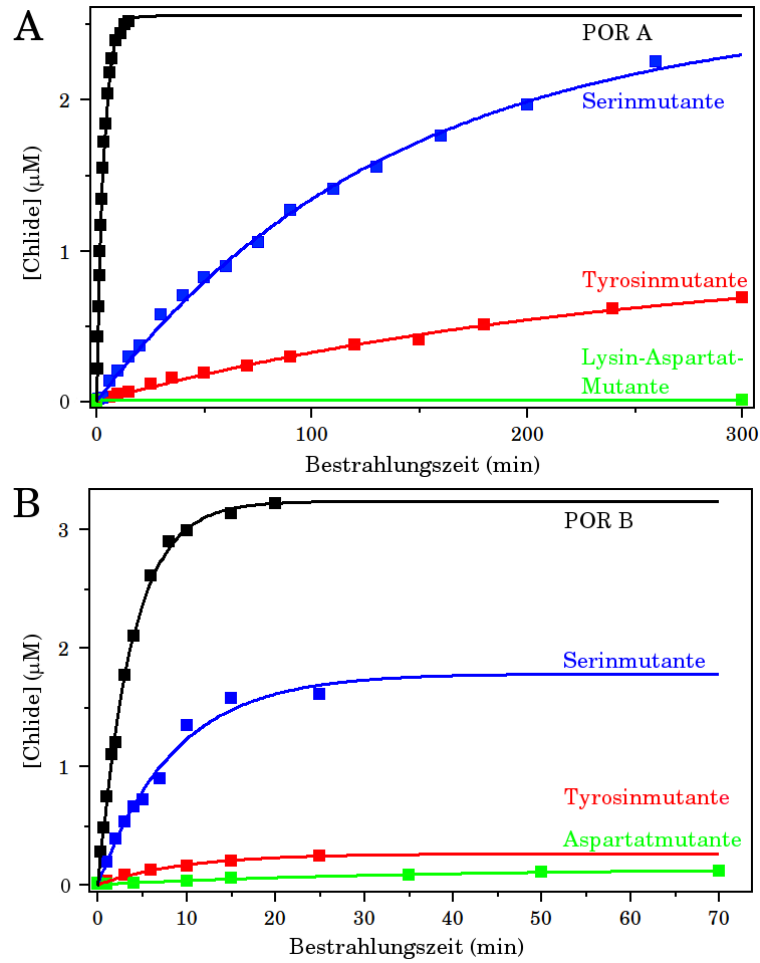 A
POR A
2
Serinmutante
[Chlide] (µM)
1
Tyrosinmutante
Lysin-Aspartat-
Mutante
0
0 100 200 300
Bestrahlungszeit (min)
B
3
POR B
[Chlide] (µM)
2
Serinmutante
1
Tyrosinmutante
Aspartatmutante
0
0 10 20 30 40 50 60 70
Bestrahlungszeit (min)